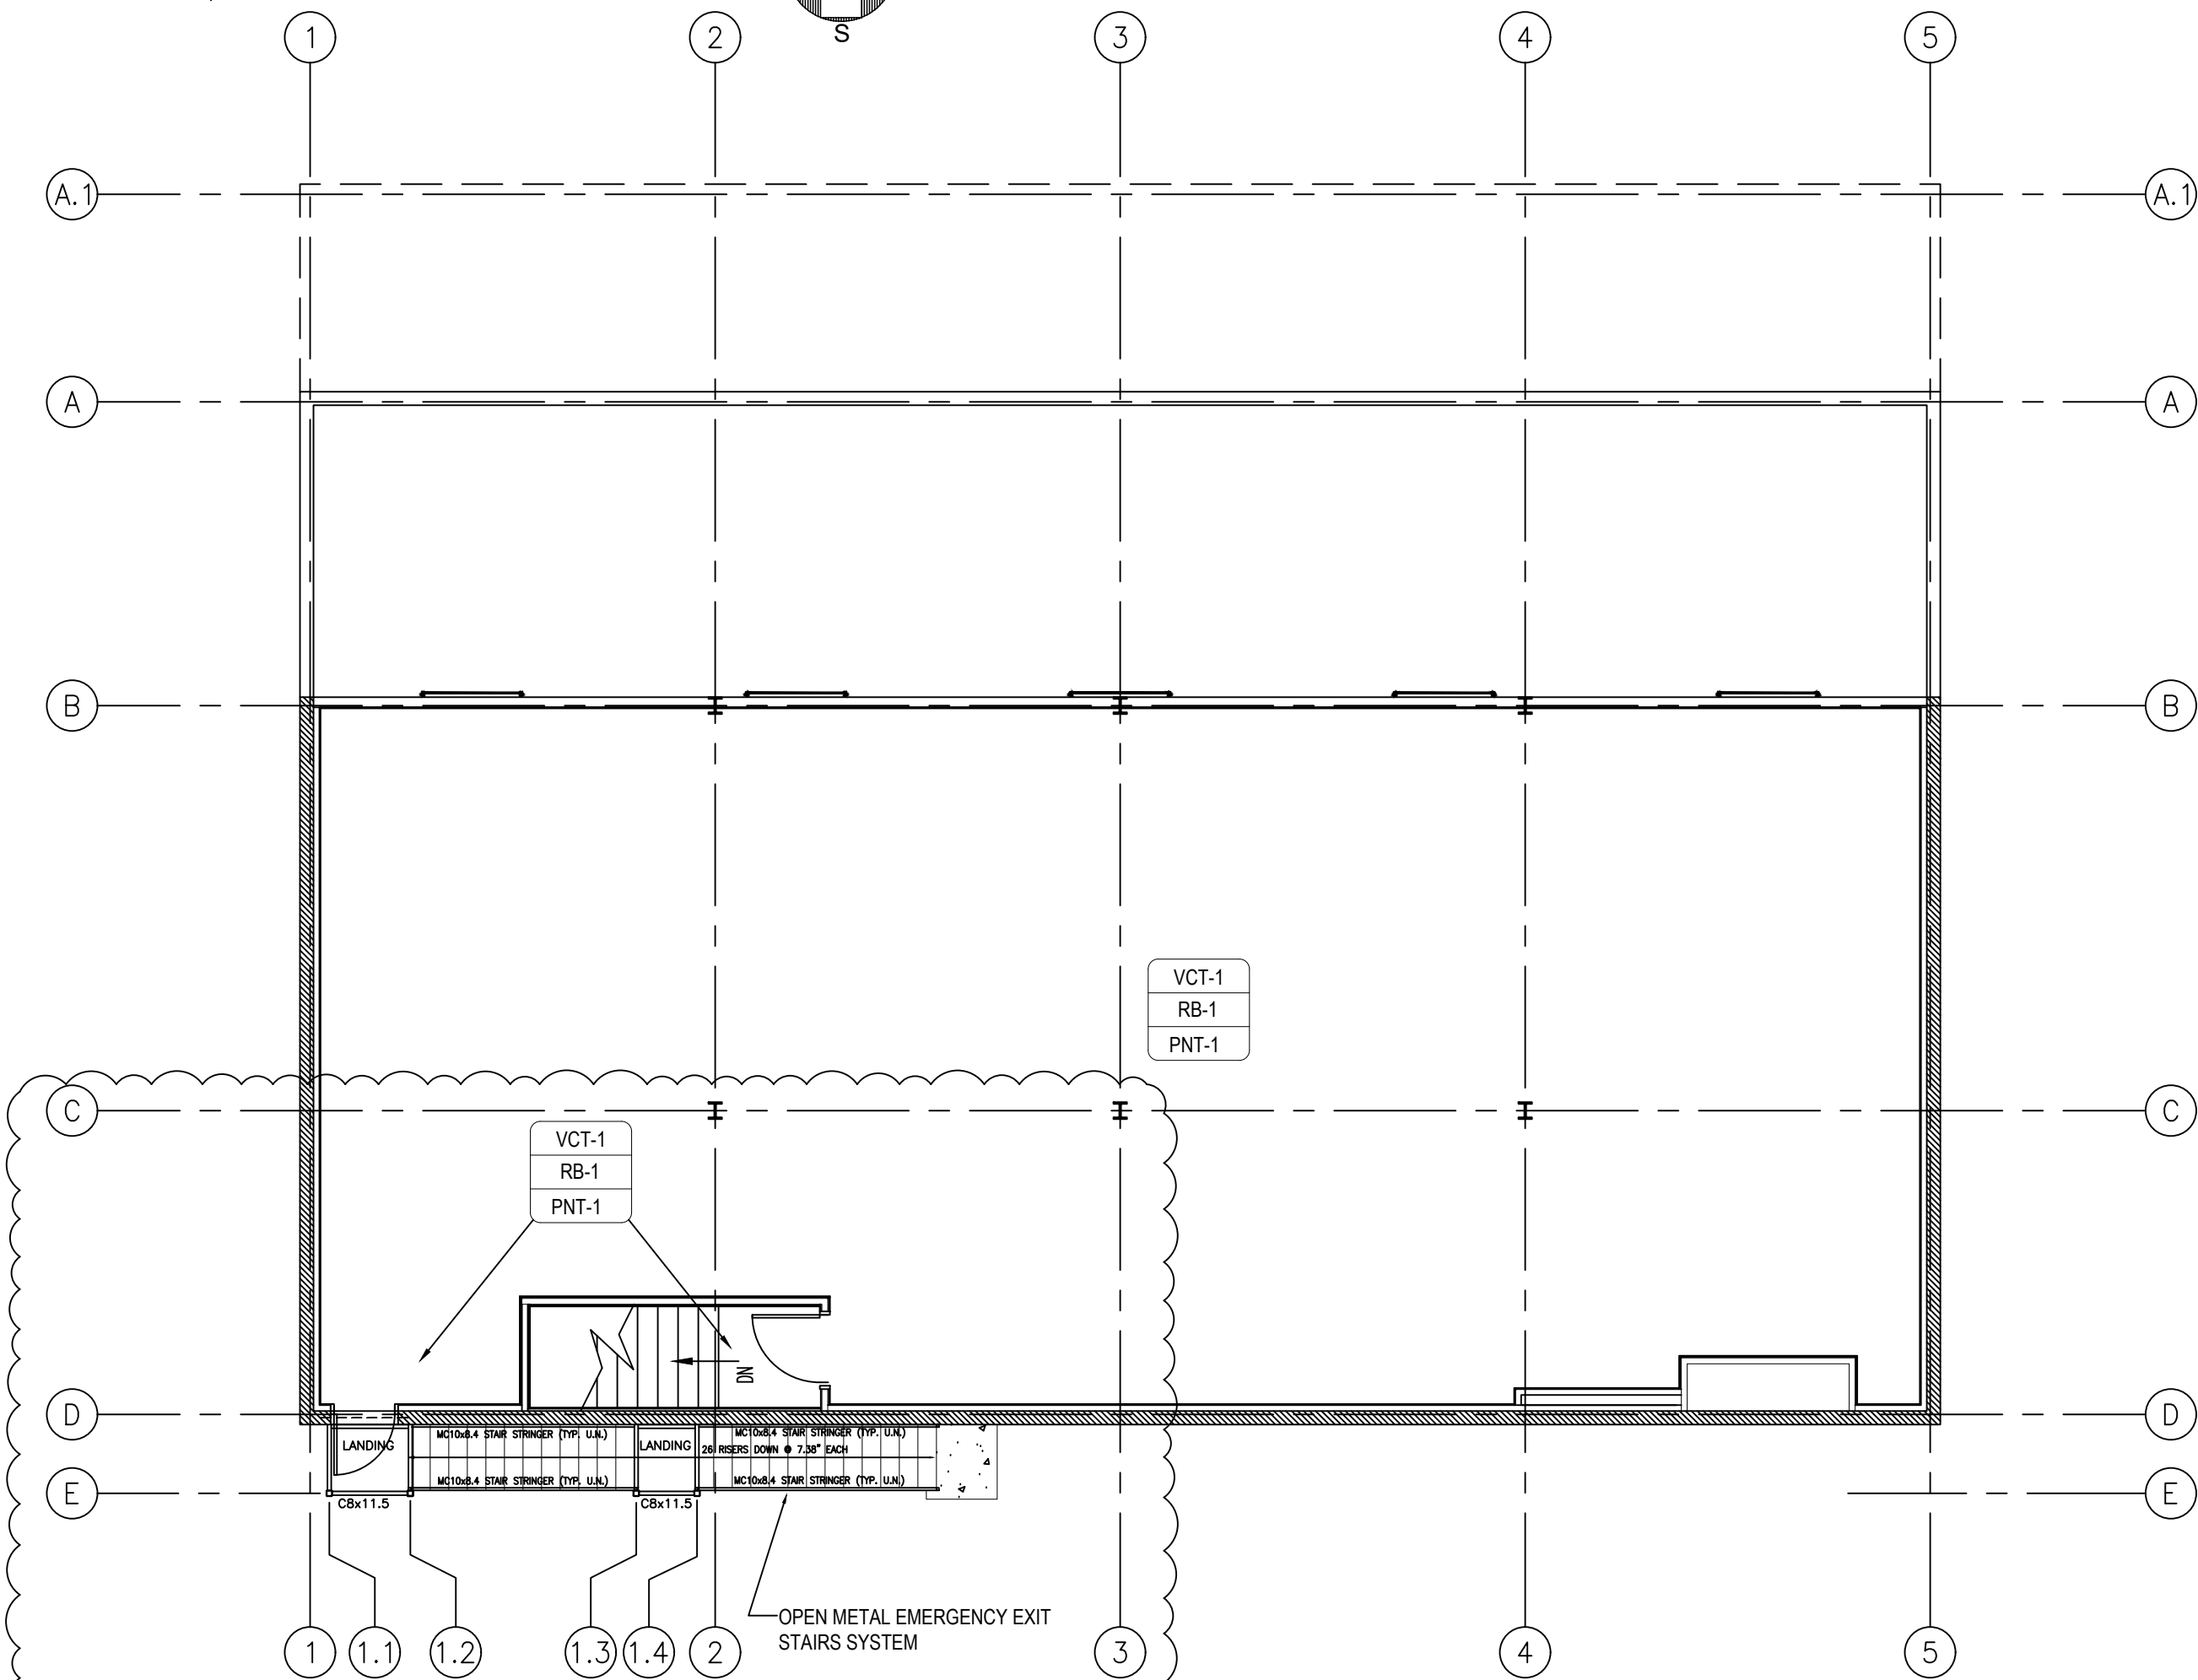 S
1 2 3 4 5
A.1 A.1
A A
B B
VCT-1
RB-1
PNT-1
C C
VCT-1
RB-1
PNT-1
DN
D D
MC10x8.4 STAIR STRINGER (TYP. U.N.) MC10x8.4 STAIR STRINGER (TYP. U.N.)
LANDING LANDING 26 RISERS DOWN @ 7.38" EACH
MC10x8.4 STAIR STRINGER (TYP. U.N.) MC10x8.4 STAIR STRINGER (TYP. U.N.)
E E
C8x11.5 C8x11.5
OPEN METAL EMERGENCY EXIT
STAIRS SYSTEM
1 1.1 1.2 1.3 1.4 2 3 4 5